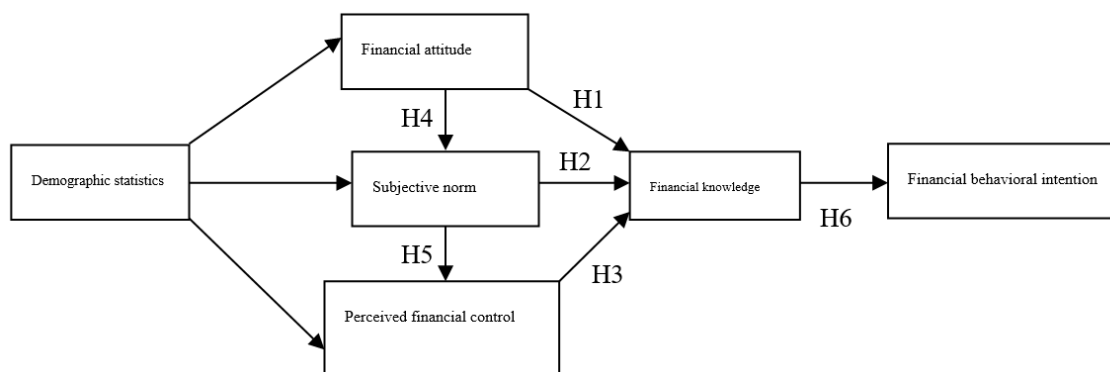 Financial attitude
H1
H4
Demographic statistics
Subjective norm
H2
Financial knowledge
Financial behavioral intention
H6
H5
H3
Perceived financial control